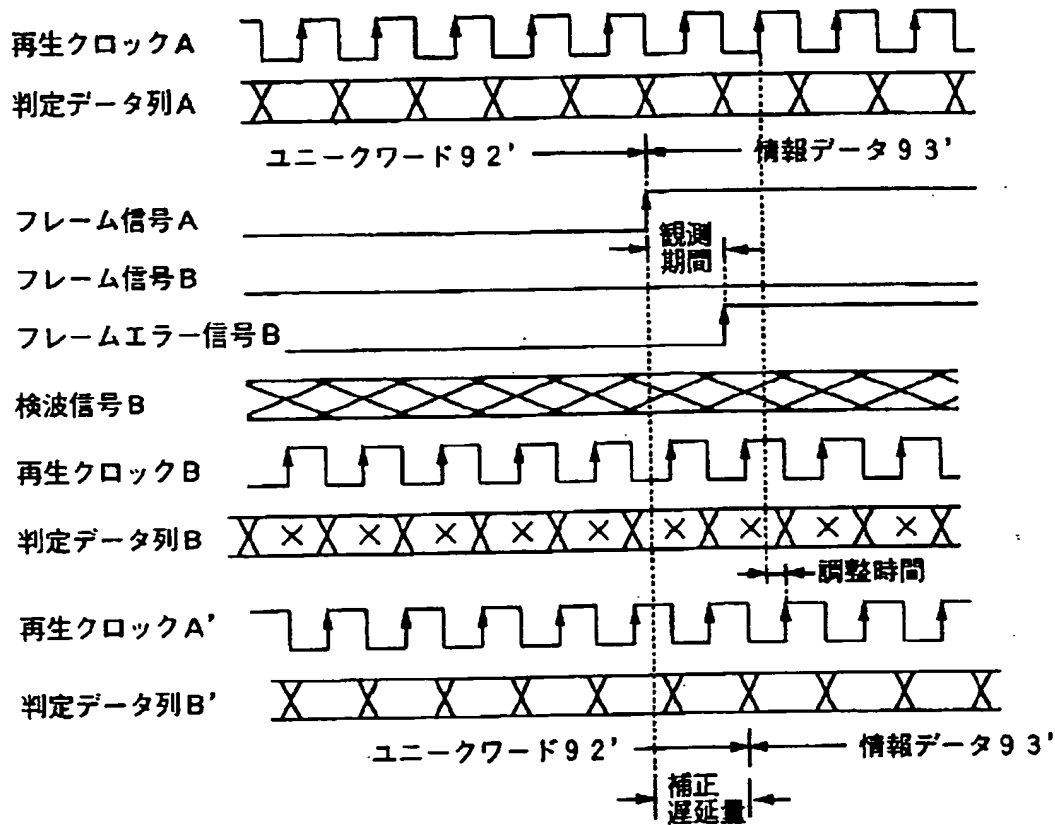 再生クロックA
判定データ列A
ユニークワード92' 情報データ93'
フレーム信号A
観測
期間
フレーム信号B
フレームエラー信号B
検波信号B
再生クロックB
判定データ列B
調整時間
再生クロックA'
判定データ列B'
ユニークワード92' 情報データ93'
補正
遅延量